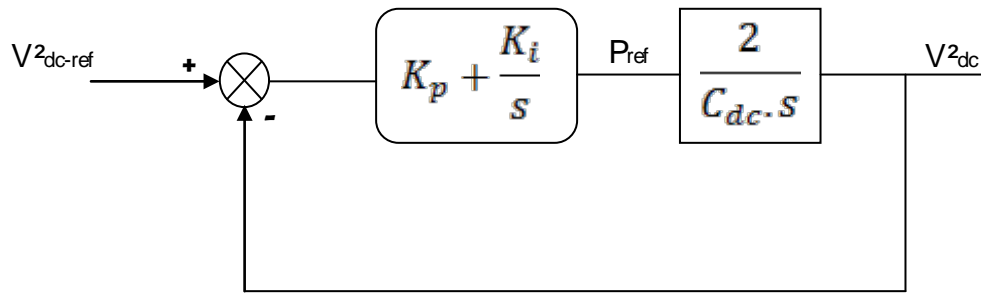 V²dc-ref
+
-
Kp + Ki/s
Pref
2/Cdc.s
V²dc